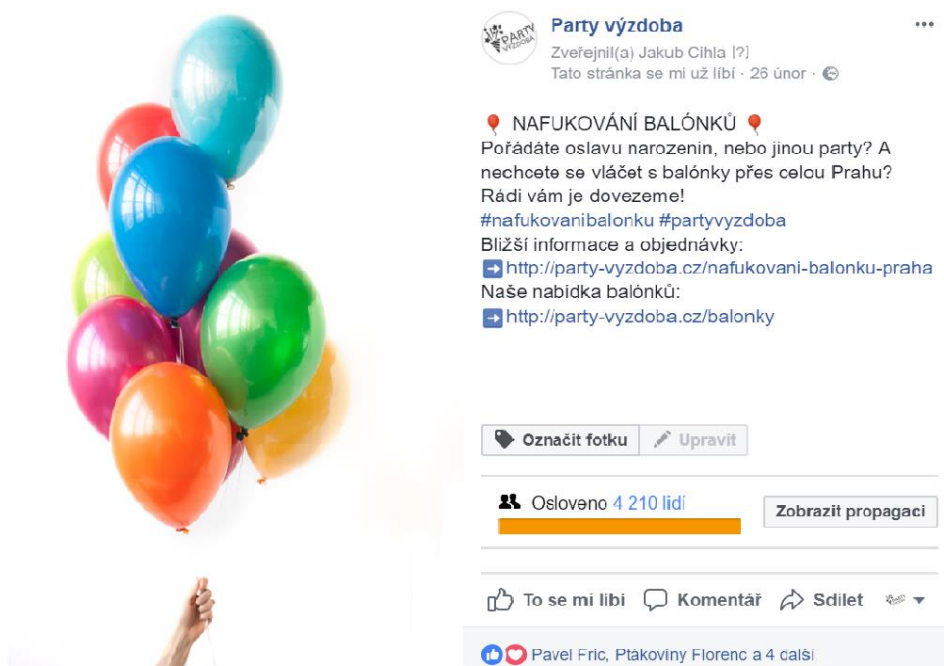 PARTY
VÝZDOBA
Party výzdoba
Zveřejnil(a) Jakub Cihla [?]
Tato stránka se mi už líbí · 26 únor ·
NAFUKOVÁNÍ BALÓNKŮ
Pořádáte oslavu narozenin, nebo jinou party? A
nechcete se vláčet s balónky přes celou Prahu?
Rádi vám je dovezeme!
#nafukovanibalonku #partyvyzdoba
Bližší informace a objednávky:
http://party-vyzdoba.cz/nafukovani-balonku-praha
Naše nabídka balónků:
http://party-vyzdoba.cz/balonky
Označit fotku
Upravit
Osloveno 4 210 lidí
Zobrazit propagaci
To se mi líbí Komentář Sdílet
Pavel Fric, Ptákoviny Florenc a 4 další